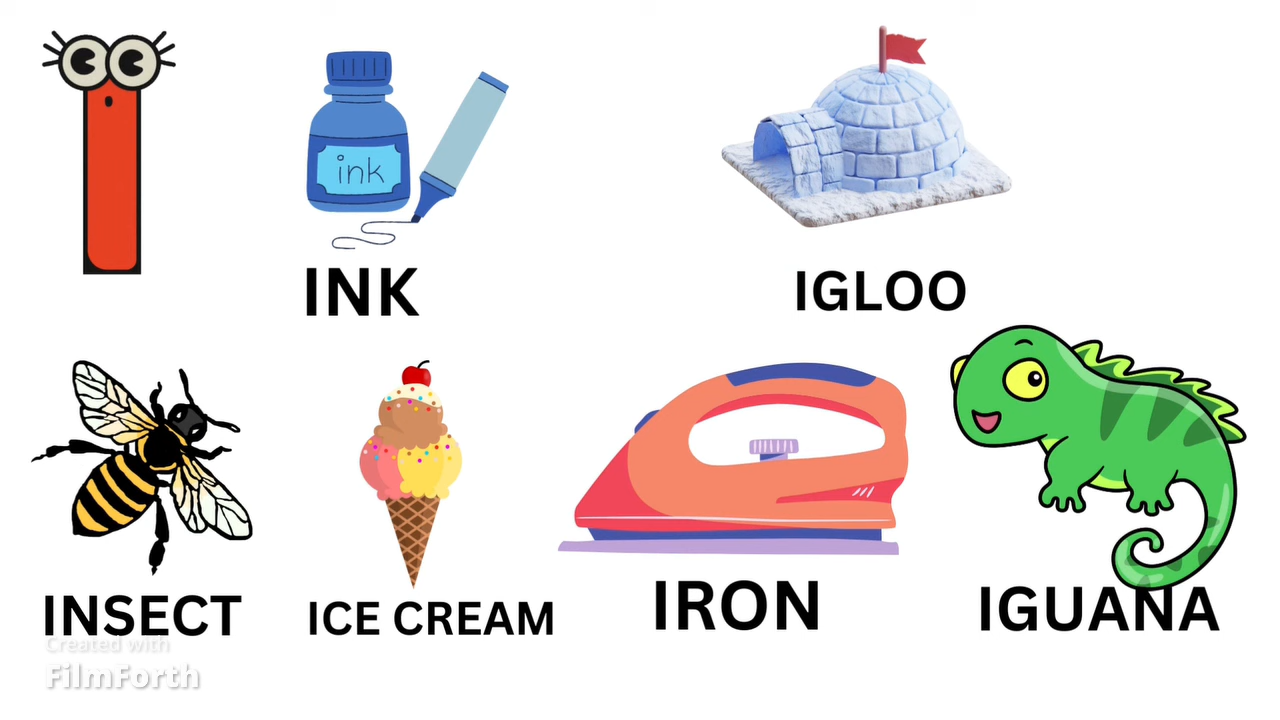 I
ink
INK
IGLOO
INSECT
ICE CREAM
IRON
IGUANA
Created with
FilmForth